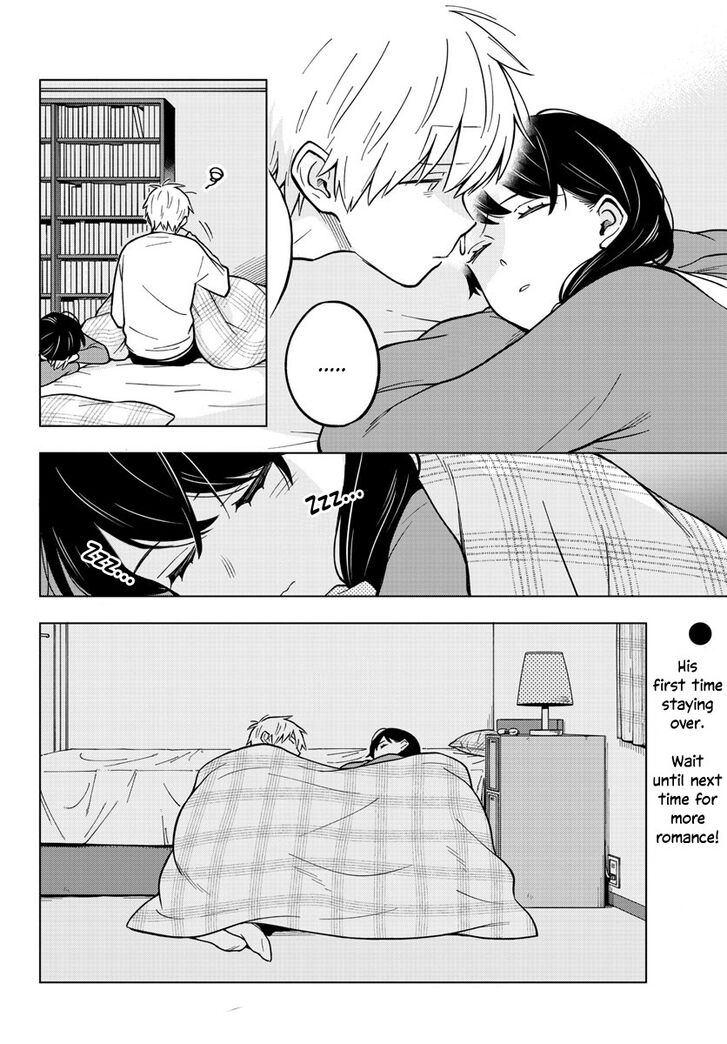 .....
ZZZ...
ZZZ...
His
first time
staying
over.
Wait
until next
time for
more
romance!